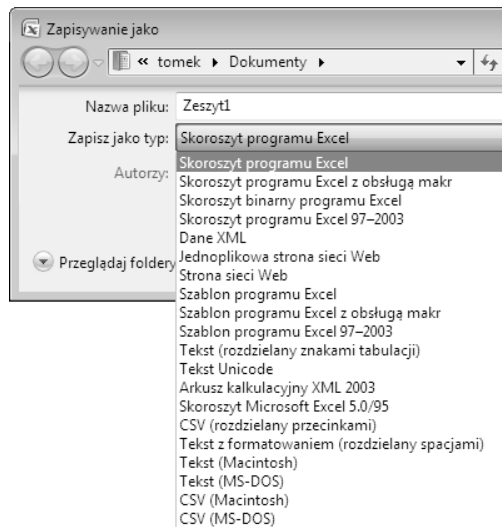 Zapisywanie jako
« tomek Dokumenty
Nazwa pliku: Zeszyt1
Zapisz jako typ: Skoroszyt programu Excel
Autorzy:
Skoroszyt programu Excel
Skoroszyt programu Excel z obsługą makr
Skoroszyt binarny programu Excel
Skoroszyt programu Excel 97–2003
Dane XML
Jednoplikowa strona sieci Web
Strona sieci Web
Przeglądaj foldery
Szablon programu Excel
Szablon programu Excel z obsługą makr
Szablon programu Excel 97–2003
Tekst (rozdzielany znakami tabulacji)
Tekst Unicode
Arkusz kalkulacyjny XML 2003
Skoroszyt Microsoft Excel 5.0/95
CSV (rozdzielany przecinkami)
Tekst z formatowaniem (rozdzielany spacjami)
Tekst (Macintosh)
Tekst (MS-DOS)
CSV (Macintosh)
CSV (MS-DOS)